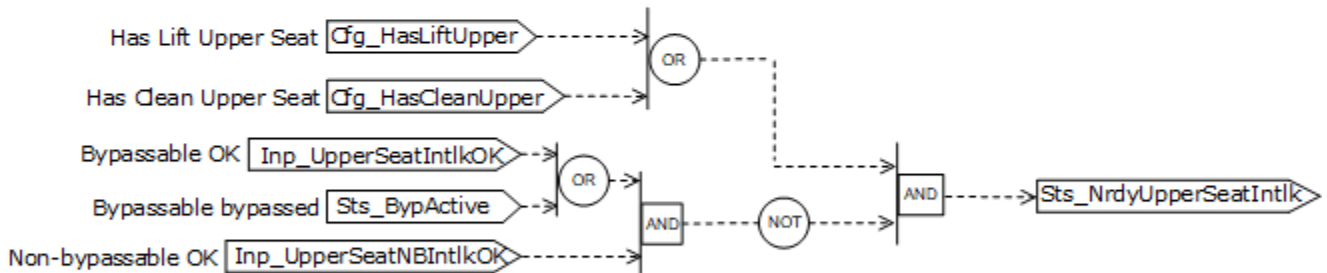 Has Lift Upper Seat Cfg_HasLiftUpper
OR
Has Clean Upper Seat Cfg_HasCleanUpper
Bypassable OK Inp_UpperSeatIntlkOK
OR
Bypassable bypassed Sts_BypActive
AND
NOT
AND
Sts_NrdyUpperSeatIntlk
Non-bypassable OK Inp_UpperSeatNBIntlkOK